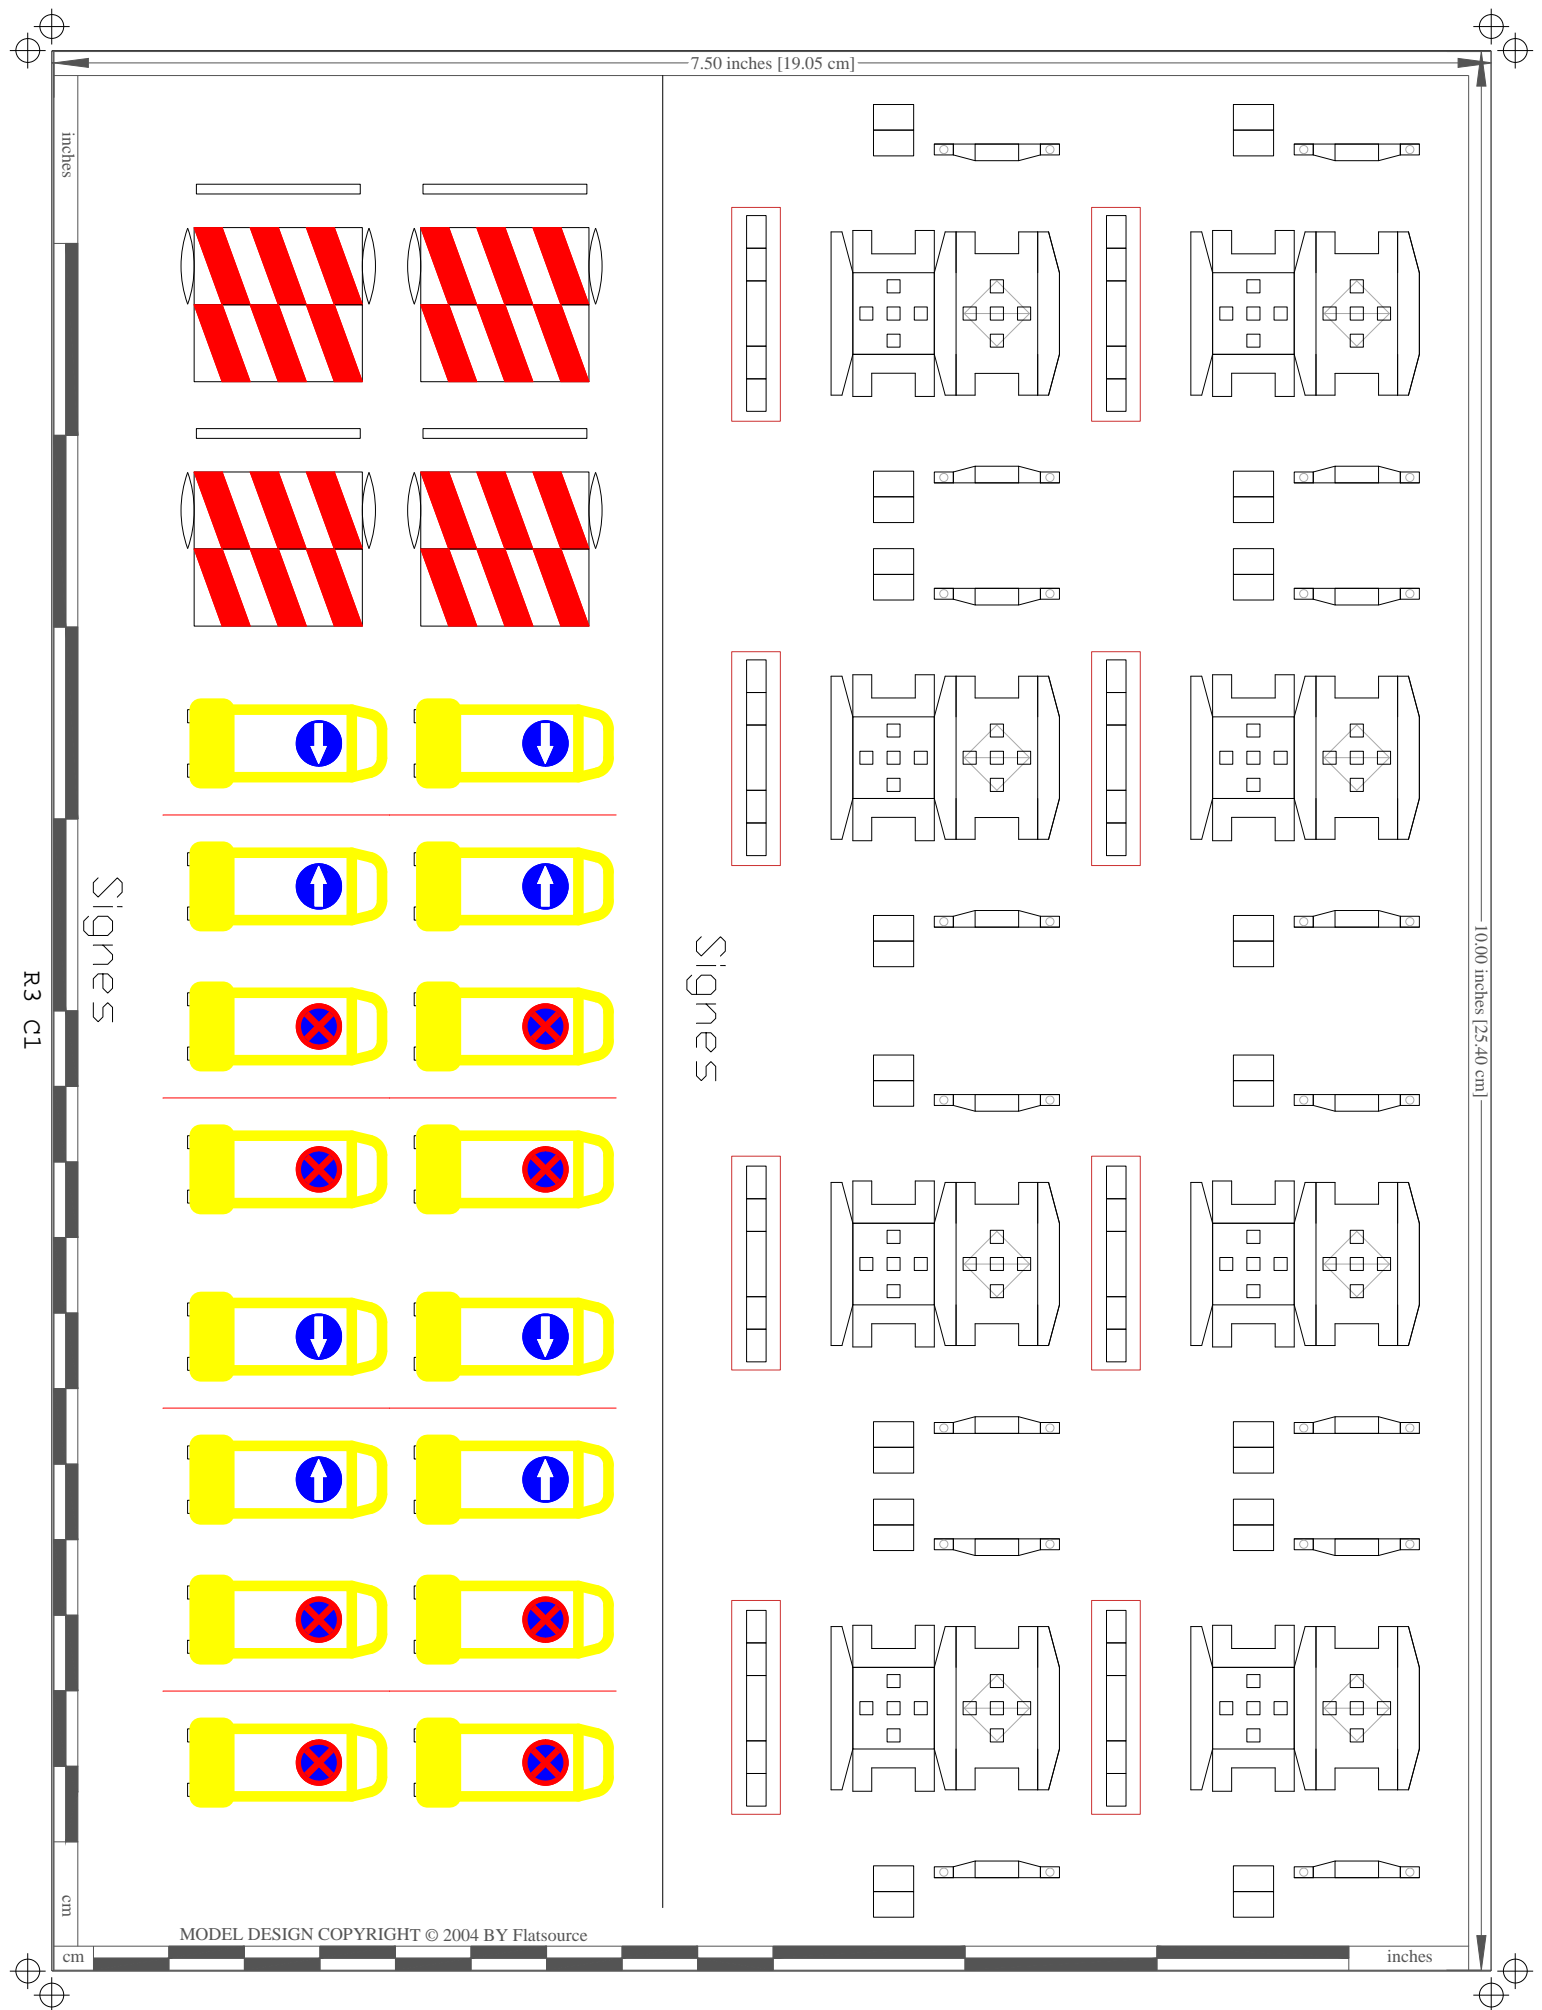 7.50 inches [19.05 cm]
inches
Signes
R3 C1
Signes
10.00 inches [25.40 cm]
cm
MODEL DESIGN COPYRIGHT © 2004 BY Flatsource
cm
inches